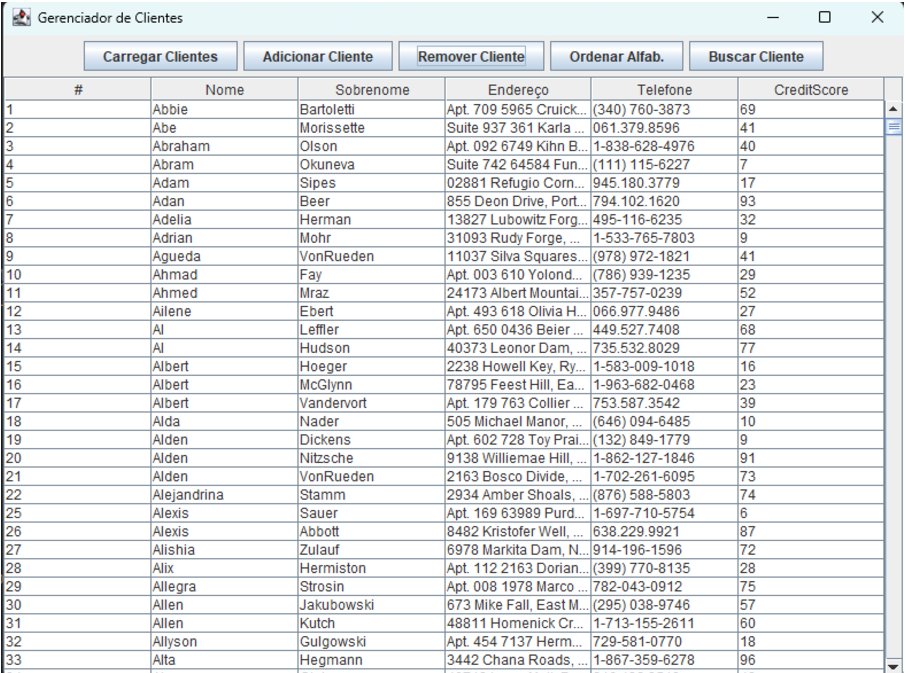 Gerenciador de Clientes
Carregar Clientes Adicionar Cliente Remover Cliente Ordenar Alfab. Buscar Cliente
# Nome Sobrenome Endereço Telefone CreditScore
1 Abbie Bartoletti Apt. 709 5965 Cruick... (340) 760-3873 69
2 Abe Morissette Suite 937 361 Karla ... 061.379.8596 41
3 Abraham Olson Apt. 092 6749 Kihn B... 1-838-628-4976 40
4 Abram Okuneva Suite 742 64584 Fun... (111) 115-6227 7
5 Adam Sipes 02881 Refugio Corn... 945.180.3779 17
6 Adan Beer 855 Deon Drive, Port... 794.102.1620 93
7 Adelia Herman 13827 Lubowitz Forg... 495-116-6235 32
8 Adrian Mohr 31093 Rudy Forge, ... 1-533-765-7803 9
9 Agueda VonRueden 11037 Silva Squares... (978) 972-1821 41
10 Ahmad Fay Apt. 003 610 Yolond... (786) 939-1235 29
11 Ahmed Mraz 24173 Albert Mountai... 357-757-0239 52
12 Ailene Ebert Apt. 493 618 Olivia H... 066.977.9486 27
13 Al Leffler Apt. 650 0436 Beier ... 449.527.7408 68
14 Al Hudson 40373 Leonor Dam, ... 735.532.8029 77
15 Albert Hoeger 2238 Howell Key, Ry... 1-583-009-1018 16
16 Albert McGlynn 78795 Feest Hill, Ea... 1-963-682-0468 23
17 Albert Vandervort Apt. 179 763 Collier ... 753.587.3542 39
18 Alda Nader 505 Michael Manor, ... (646) 094-6485 10
19 Alden Dickens Apt. 602 728 Toy Prai... (132) 849-1779 9
20 Alden Nitzsche 9138 Williemae Hill, ... 1-862-127-1846 91
21 Alden VonRueden 2163 Bosco Divide, ... 1-702-261-6095 73
22 Alejandrina Stamm 2934 Amber Shoals, ... (876) 588-5803 74
25 Alexis Sauer Apt. 169 63989 Purd... 1-697-710-5754 6
26 Alexis Abbott 8482 Kristofer Well, ... 638.229.9921 87
27 Alishia Zulauf 6978 Markita Dam, N... 914-196-1596 72
28 Alix Hermiston Apt. 112 2163 Dorian... (399) 770-8135 28
29 Allegra Strosin Apt. 008 1978 Marco ... 782-043-0912 75
30 Allen Jakubowski 673 Mike Fall, East M... (295) 038-9746 57
31 Allen Kutch 48811 Homenick Cr... 1-713-155-2611 60
32 Allyson Gulgowski Apt. 454 7137 Herm... 729-581-0770 18
33 Alta Hegmann 3442 Chana Roads, ... 1-867-359-6278 96